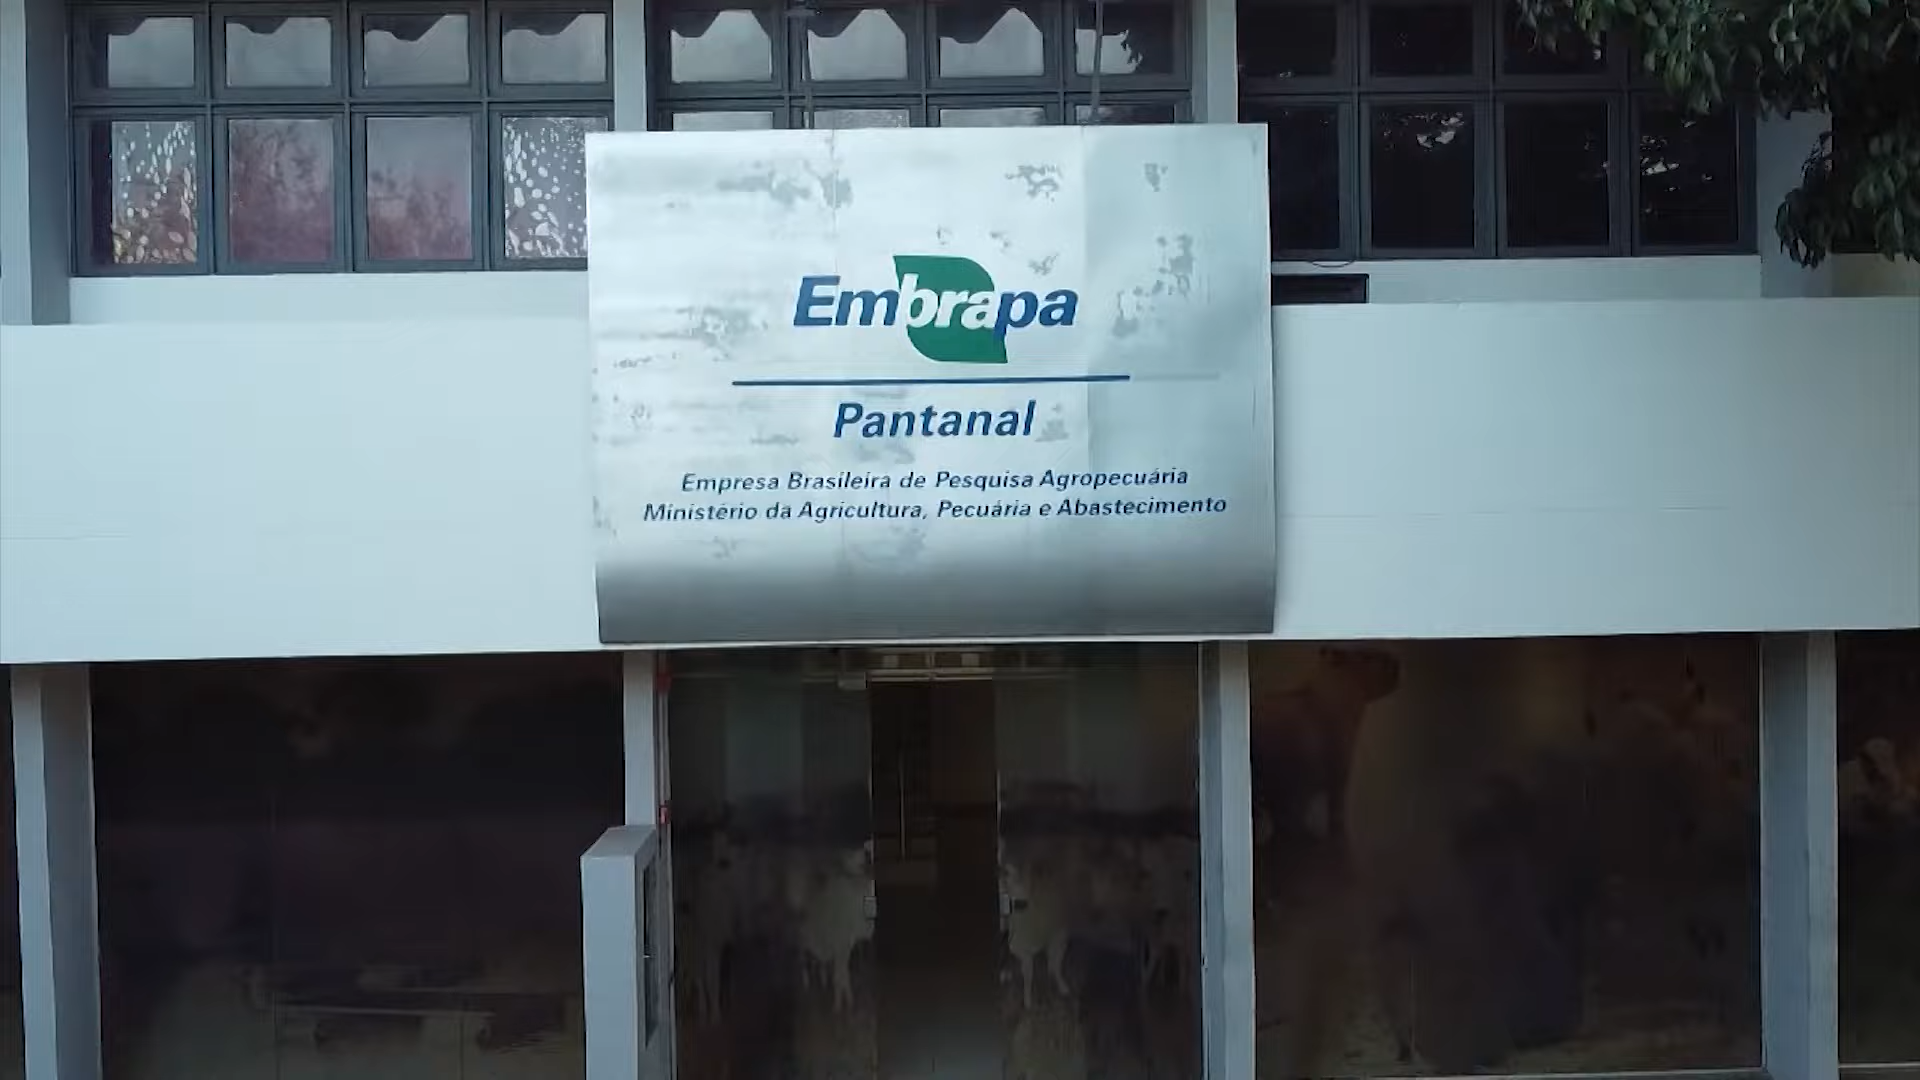 Embrapa
Pantanal
Empresa Brasileira de Pesquisa Agropecuária
Ministério da Agricultura, Pecuária e Abastecimento